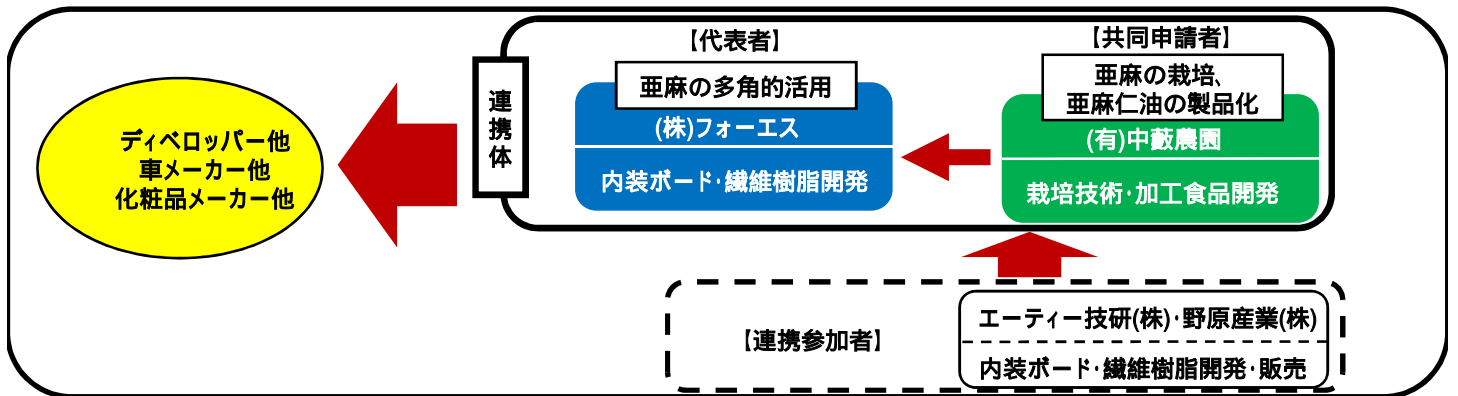 ディベロッパー他
車メーカー他
化粧品メーカー他
連携体
【代表者】
亜麻の多角的活用
(株)フォーエス
内装ボード・繊維樹脂開発
【共同申請者】
亜麻の栽培、
亜麻仁油の製品化
(有)中藪農園
栽培技術・加工食品開発
【連携参加者】
エーティー技研(株)・野原産業(株)
内装ボード・繊維樹脂開発・販売